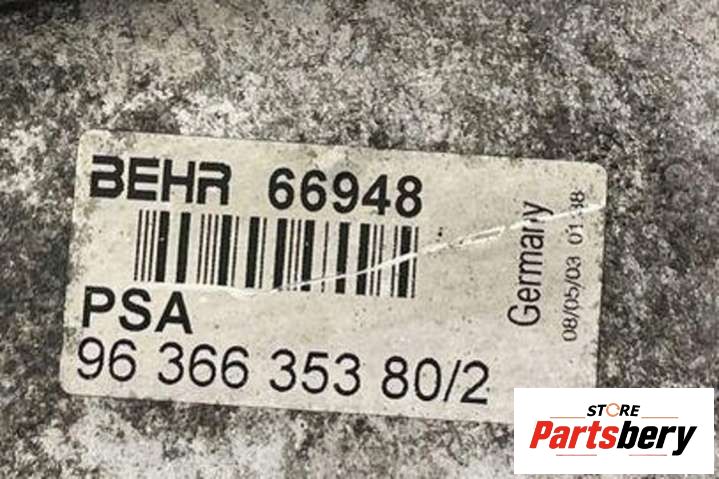 BEHR 66948
PSA
96 366 353 80/2
Germany
08/05/03 01:38
STORE
Partsbery